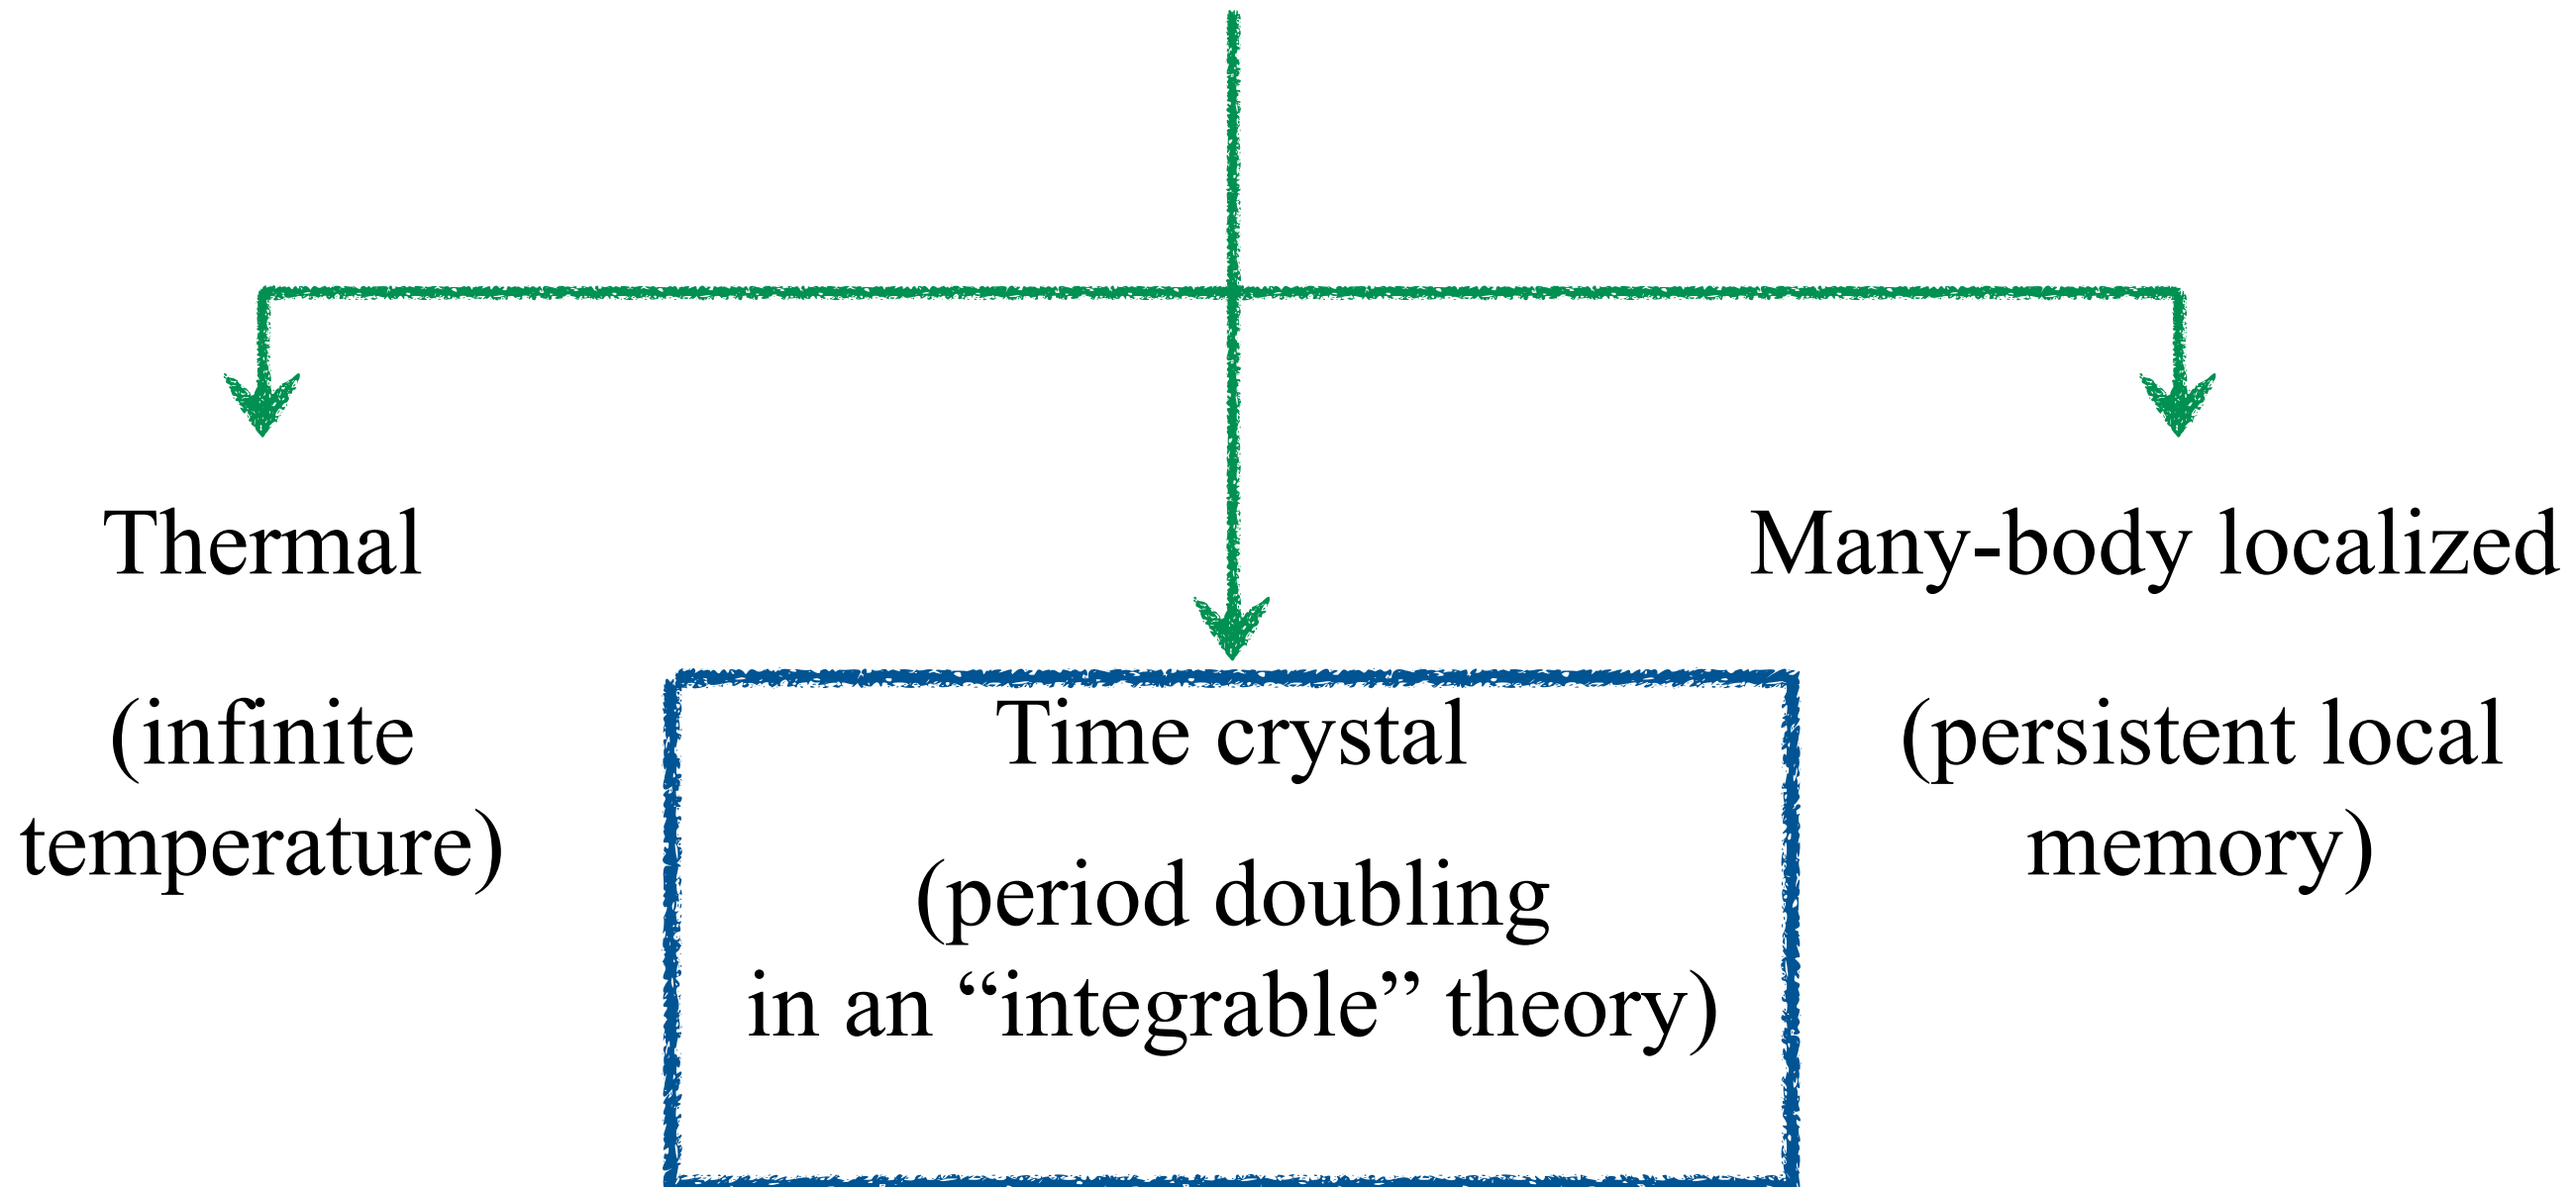 Thermal
(infinite
temperature)
Time crystal
(period doubling
in an “integrable” theory)
Many-body localized
(persistent local
memory)